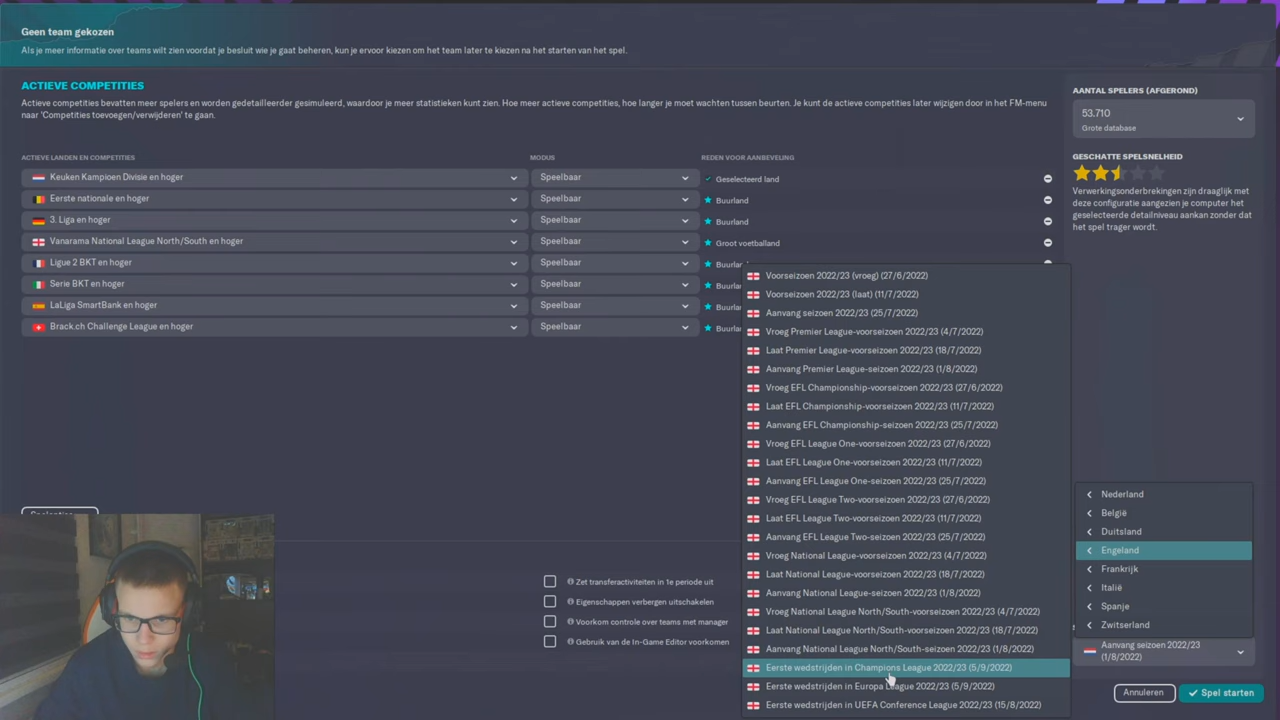 Geen team gekozen
Als je meer informatie over teams wilt zien voordat je besluit wie je gaat beheren, kun je ervoor kiezen om het team later te kiezen na het starten van het spel.
ACTIEVE COMPETITIES
Actieve competities bevatten meer spelers en worden gedetailleerder gesimuleerd, waardoor je meer statistieken kunt zien. Hoe meer actieve competities, hoe langer je moet wachten tussen beurten. Je kunt de actieve competities later wijzigen door in het FM-menu
naar 'Competities toevoegen/verwijderen' te gaan.
ACTIEVE LANDEN EN COMPETITIES MODUS REDEN VOOR AANBEVELING
Keuken Kampioen Divisie en hoger Speelbaar Geselecteerd land
Eerste nationale en hoger Speelbaar Buurland
3. Liga en hoger Speelbaar Buurland
Vanarama National League North/South en hoger Speelbaar Groot voetballand
Ligue 2 BKT en hoger Speelbaar
Serie BKT en hoger Speelbaar
LaLiga SmartBank en hoger Speelbaar
Brack.ch Challenge League en hoger Speelbaar
AANTAL SPELERS (AFGEROND)
53.710
Grote database
GESCHATTE SPELSNELHEID
Verwerkingsonderbrekingen zijn draaglijk met
deze configuratie aangezien je computer het
geselecteerde detailniveau aankan zonder dat
het spel trager wordt.
Voorseizoen 2022/23 (vroeg) (27/6/2022)
Voorseizoen 2022/23 (laat) (11/7/2022)
Aanvang seizoen 2022/23 (25/7/2022)
Vroeg Premier League-voorseizoen 2022/23 (4/7/2022)
Laat Premier League-voorseizoen 2022/23 (18/7/2022)
Aanvang Premier League-seizoen 2022/23 (1/8/2022)
Vroeg EFL Championship-voorseizoen 2022/23 (27/6/2022)
Laat EFL Championship-voorseizoen 2022/23 (11/7/2022)
Aanvang EFL Championship-seizoen 2022/23 (25/7/2022)
Vroeg EFL League One-voorseizoen 2022/23 (27/6/2022)
Laat EFL League One-voorseizoen 2022/23 (11/7/2022)
Aanvang EFL League One-seizoen 2022/23 (25/7/2022)
Vroeg EFL League Two-voorseizoen 2022/23 (27/6/2022)
Laat EFL League Two-voorseizoen 2022/23 (11/7/2022)
Aanvang EFL League Two-seizoen 2022/23 (25/7/2022)
Vroeg National League-voorseizoen 2022/23 (4/7/2022)
Laat National League-voorseizoen 2022/23 (18/7/2022)
Aanvang National League-seizoen 2022/23 (1/8/2022)
Vroeg National League North/South-voorseizoen 2022/23 (4/7/2022)
Laat National League North/South-voorseizoen 2022/23 (18/7/2022)
Aanvang National League North/South-seizoen 2022/23 (1/8/2022)
Eerste wedstrijden in Champions League 2022/23 (5/9/2022)
Eerste wedstrijden in Europa League 2022/23 (5/9/2022)
Eerste wedstrijden in UEFA Conference League 2022/23 (15/8/2022)
Nederland
België
Duitsland
Engeland
Frankrijk
Italië
Spanje
Zwitserland
Aanvang seizoen 2022/23
(1/8/2022)
Zet transferactiviteiten in 1e periode uit
Eigenschappen verbergen uitschakelen
Voorkom controle over teams met manager
Gebruik van de In-Game Editor voorkomen
Annuleren Spel starten